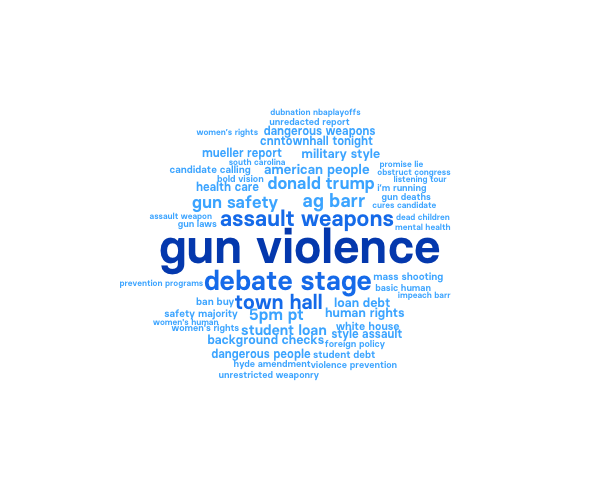 dubnation nbaplayoffs
unredacted report
women's rights dangerous weapons
cnntownhall tonight
mueller report military style
south carolina promise lie
candidate calling american people obstruct congress
bold vision donald trump listening tour
health care i'm running
gun safety ag barr gun deaths
cures candidate
assault weapon assault weapons dead children
gun laws mental health
gun violence
prevention programs debate stage mass shooting
basic human
ban buy town hall loan debt impeach barr
safety majority 5pm pt human rights
women's human
women's rights student loan white house
style assault
background checks foreign policy
dangerous people student debt
hyde amendment violence prevention
unrestricted weaponry